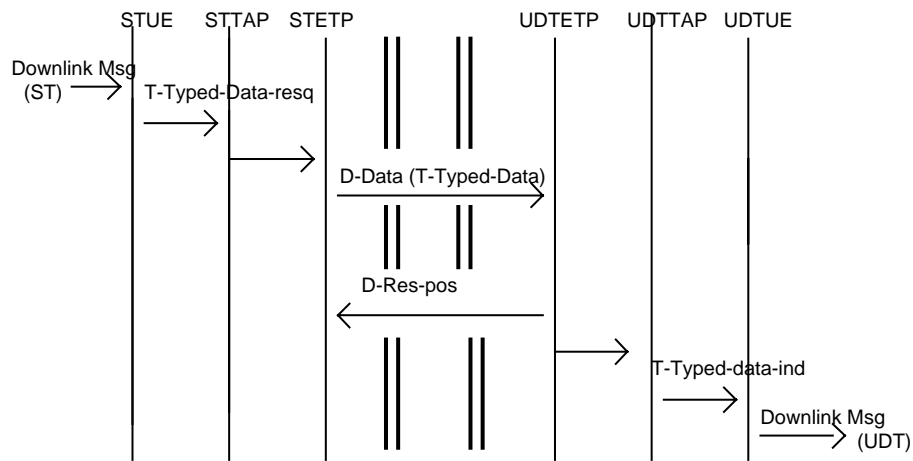 STUE STTAP STETP UDTETP UDTTAP UDTUE
Downlink Msg
(ST)
T-Typed-Data-resq
D-Data (T-Typed-Data)
D-Res-pos
T-Typed-data-ind
Downlink Msg
(UDT)